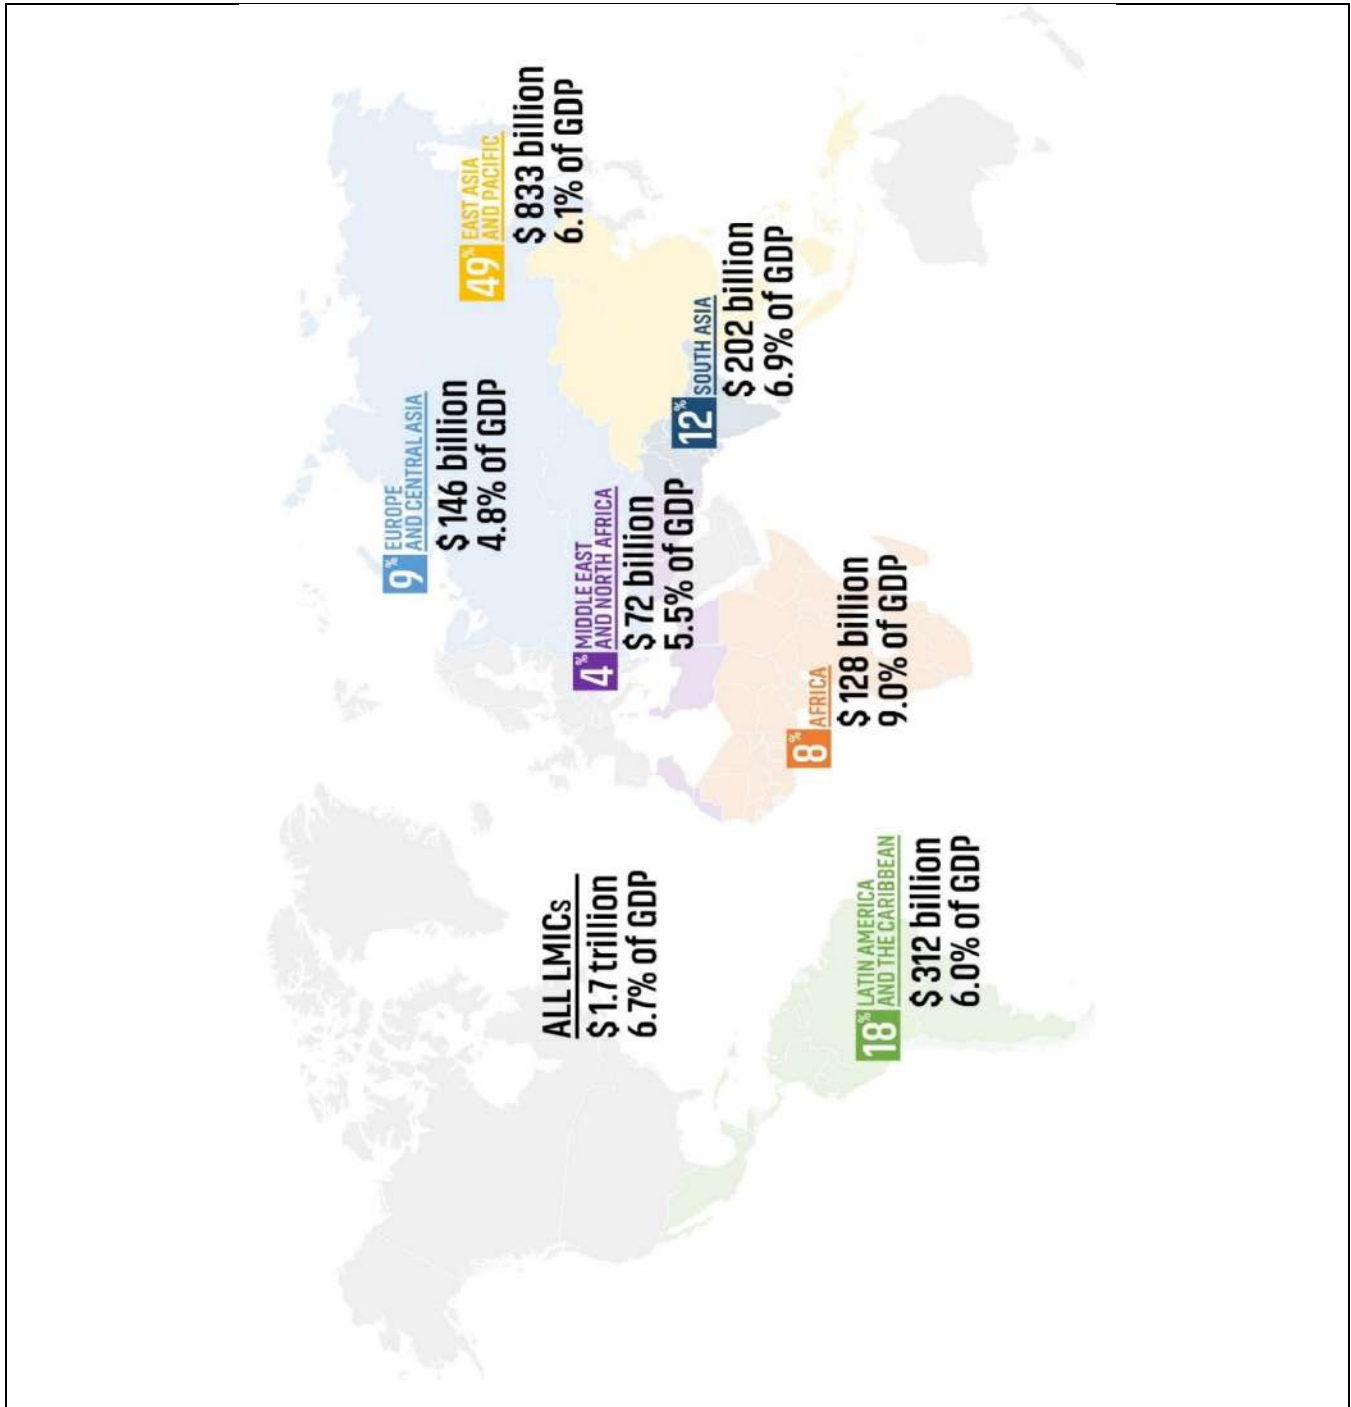 9% EUROPE
AND CENTRAL ASIA
$ 146 billion
4.8% of GDP
49% EAST ASIA
AND PACIFIC
$ 833 billion
6.1% of GDP
ALL LMICs
$ 1.7 trillion
6.7% of GDP
4% MIDDLE EAST
AND NORTH AFRICA
$ 72 billion
5.5% of GDP
12% SOUTH ASIA
$ 202 billion
6.9% of GDP
8% AFRICA
$ 128 billion
9.0% of GDP
18% LATIN AMERICA
AND THE CARIBBEAN
$ 312 billion
6.0% of GDP